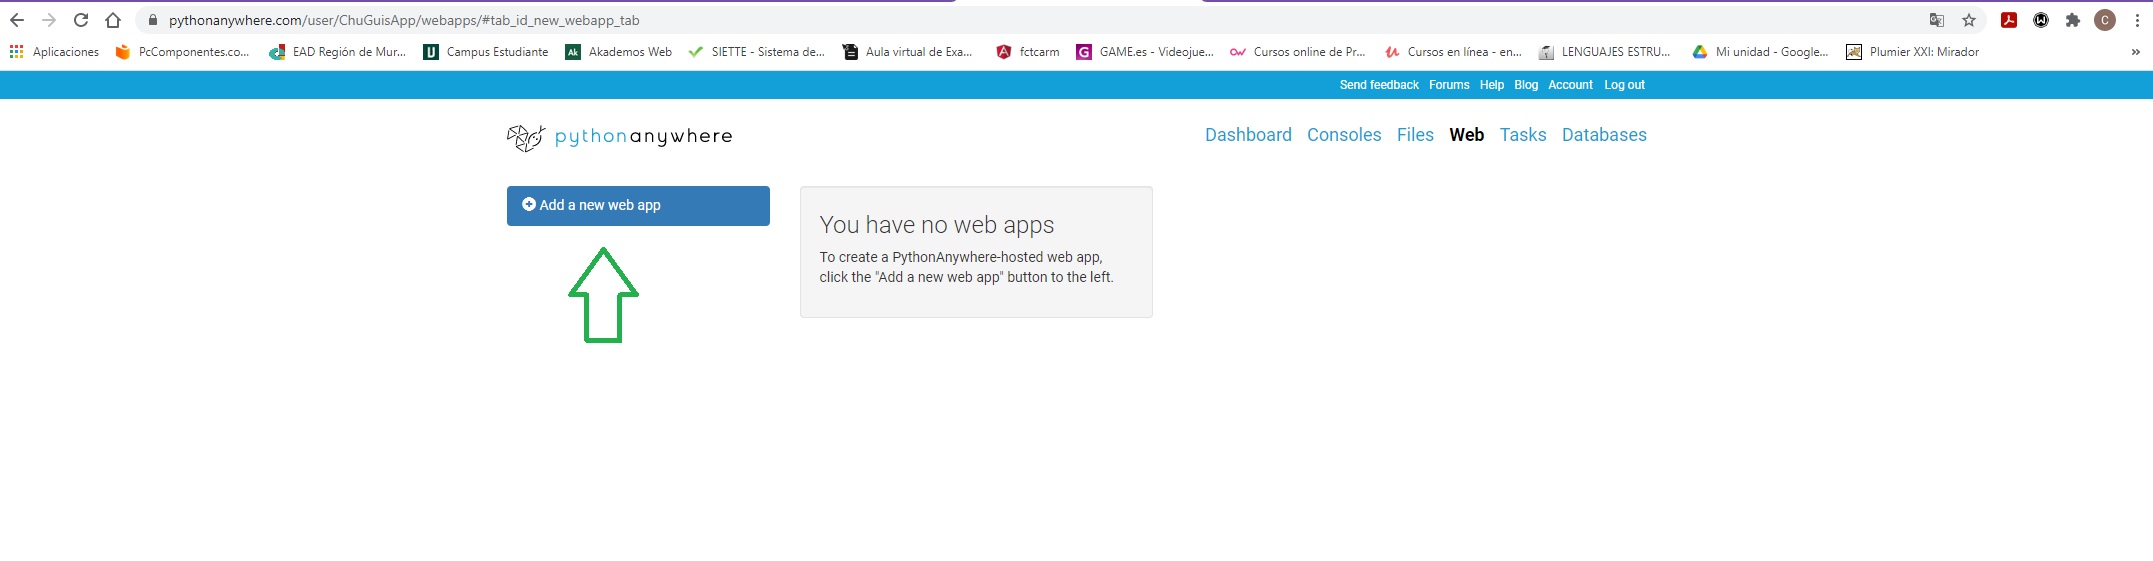 pythonanywhere.com/user/ChuGuisApp/webapps/#tab_id_new_webapp_tab
C
Aplicaciones PcComponentes.co... EAD Región de Mur... Campus Estudiante Ak Akademos Web SIETTE - Sistema de... Aula virtual de Exa... fctcarm G GAME.es - Videojue... Cursos online de Pr... Cursos en línea - en... LENGUAJES ESTRU... Mi unidad - Google... Plumier XXI: Mirador »
Send feedback Forums Help Blog Account Log out
pythonanywhere
Dashboard Consoles Files Web Tasks Databases
Add a new web app
You have no web apps
To create a PythonAnywhere-hosted web app,
click the "Add a new web app" button to the left.